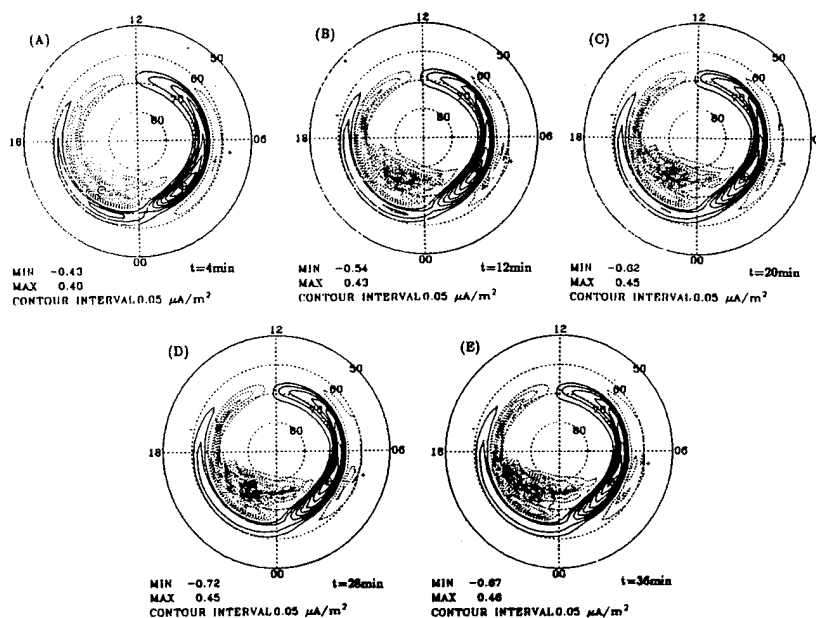 (A)
12
50
60
70
80
18
06
00
MIN -0.43
MAX 0.40
t=4min
CONTOUR INTERVAL 0.05 μA/m²
(B)
12
50
60
70
80
18
06
00
MIN -0.54
MAX 0.43
t=12min
CONTOUR INTERVAL 0.05 μA/m²
(C)
12
50
60
70
80
18
00
MIN -0.62
MAX 0.45
t=20min
CONTOUR INTERVAL 0.05 μA/m²
(D)
12
50
60
70
80
18
06
00
MIN -0.72
MAX 0.45
t=28min
CONTOUR INTERVAL 0.05 μA/m²
(E)
12
50
60
70
80
18
06
00
MIN -0.67
MAX 0.46
t=36min
CONTOUR INTERVAL 0.05 μA/m²